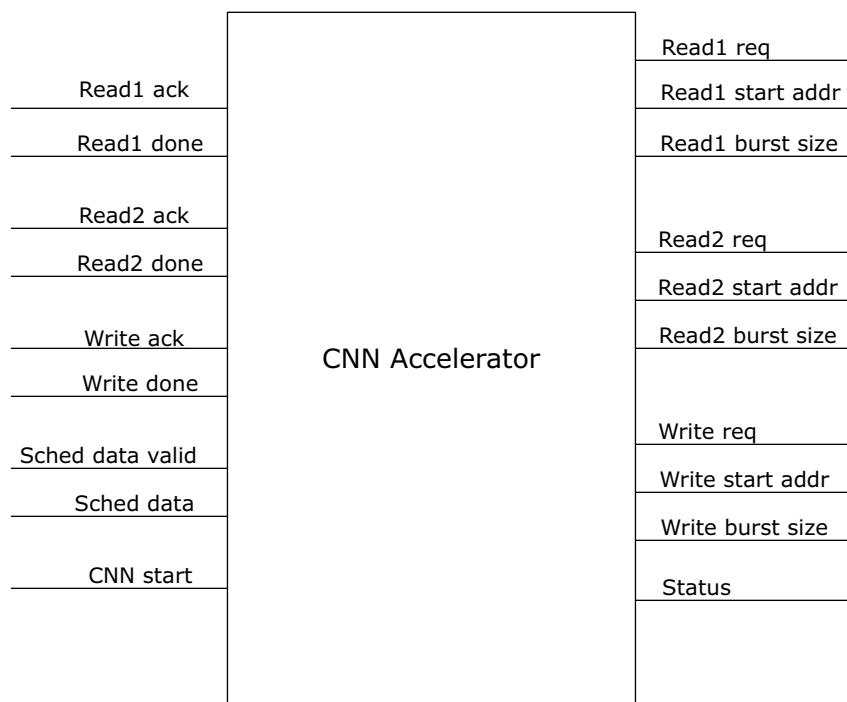 Read1 ack
Read1 done
Read2 ack
Read2 done
Write ack
Write done
Sched data valid
Sched data
CNN start
CNN Accelerator
Read1 req
Read1 start addr
Read1 burst size
Read2 req
Read2 start addr
Read2 burst size
Write req
Write start addr
Write burst size
Status